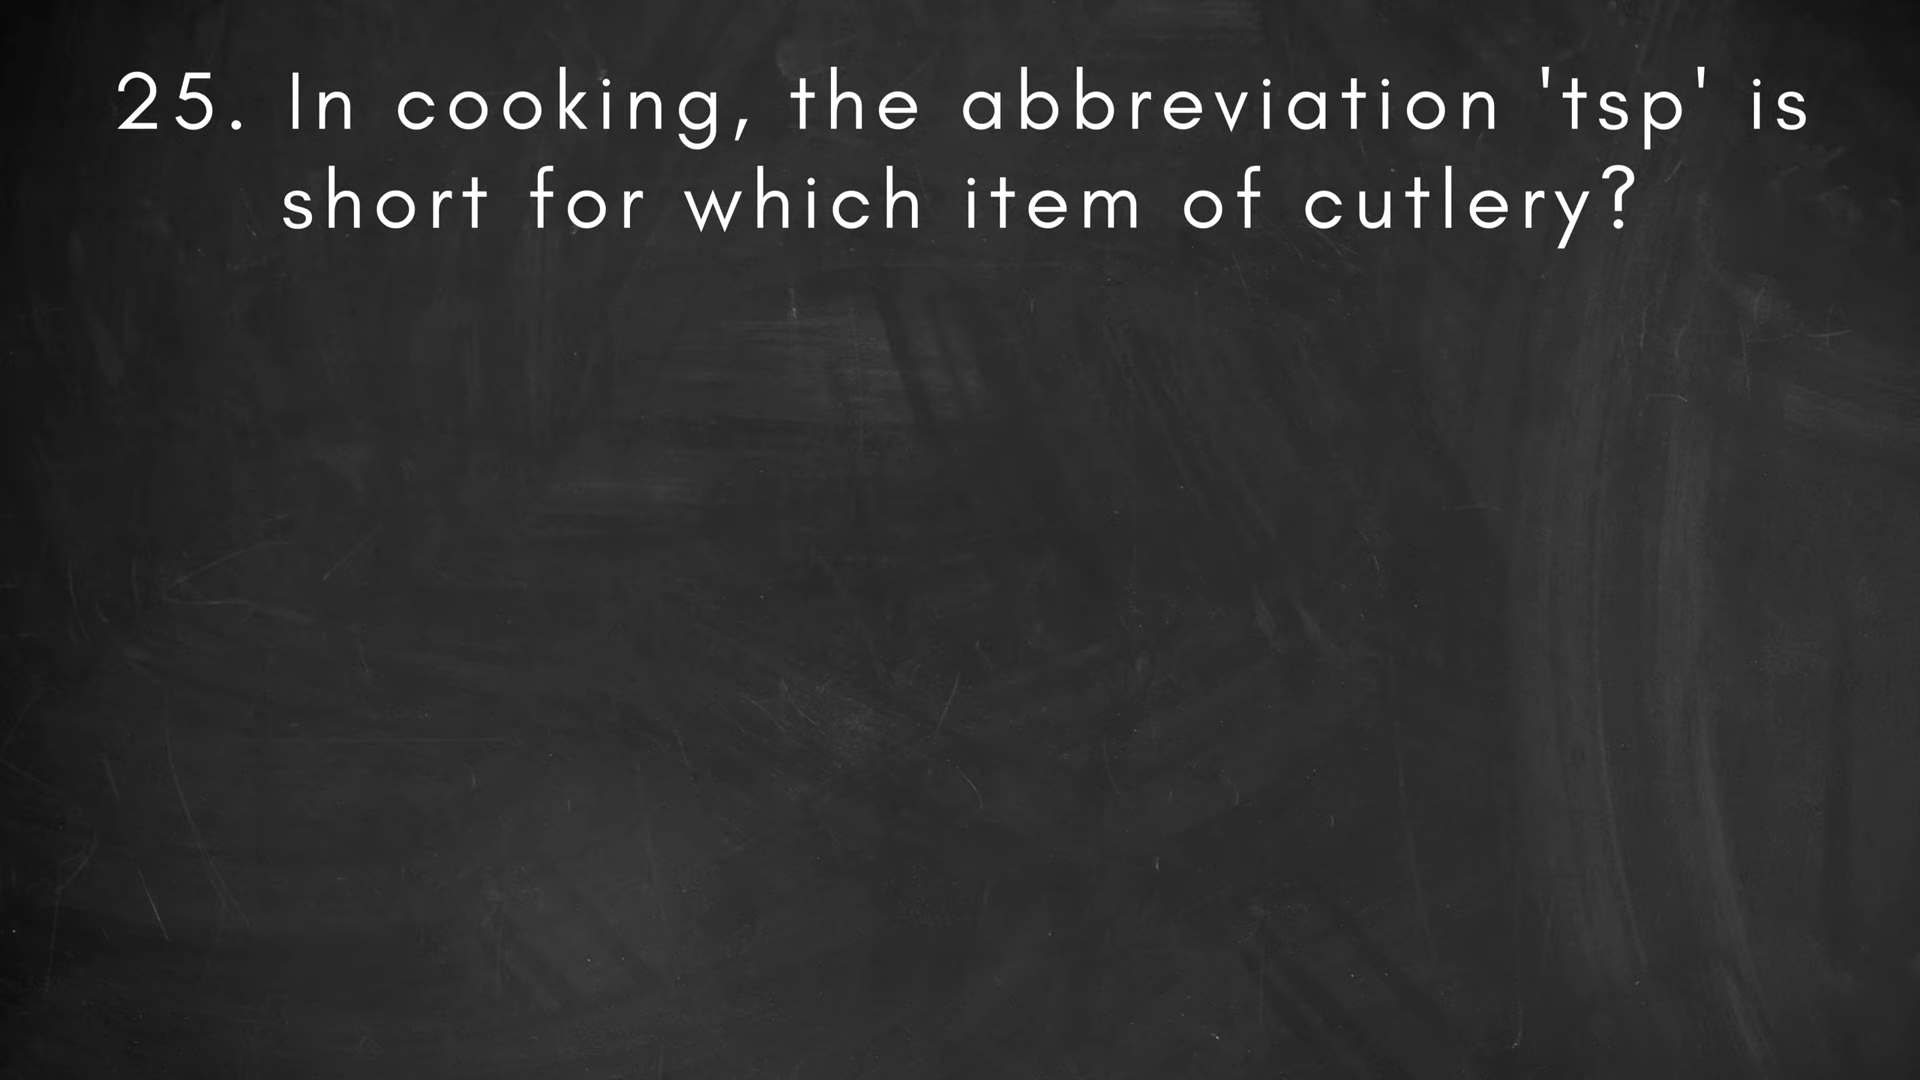 25. In cooking, the abbreviation 'tsp' is
short for which item of cutlery?